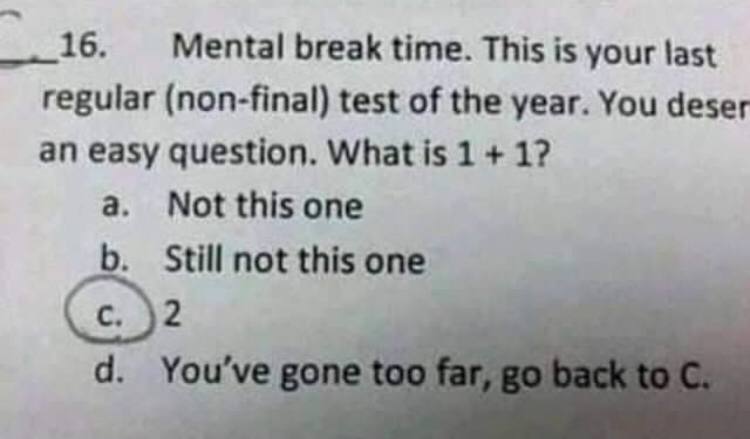 16. Mental break time. This is your last
regular (non-final) test of the year. You deser
an easy question. What is 1 + 1?
a. Not this one
b. Still not this one
c. 2
d. You've gone too far, go back to C.